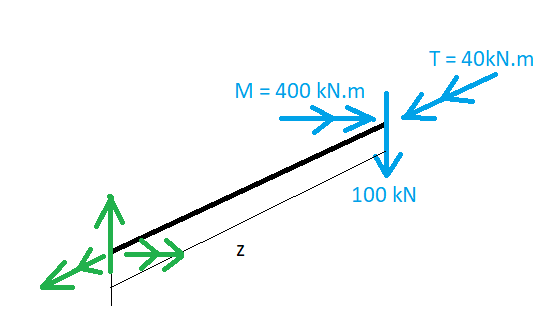 T = 40kN.m
M = 400 kN.m
100 kN
z